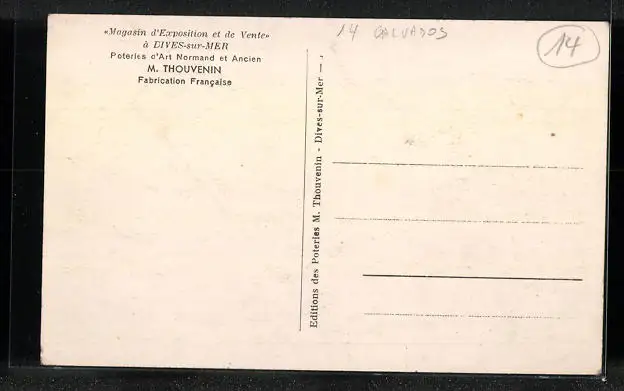 «Magasin d'Exposition et de Vente»
à DIVES-sur-MER
Poteries d'Art Normand et Ancien
M. THOUVENIN
Fabrication Française
14 CALVADOS
14
Editions des Poteries M. Thouvenin - Dives-sur-Mer —